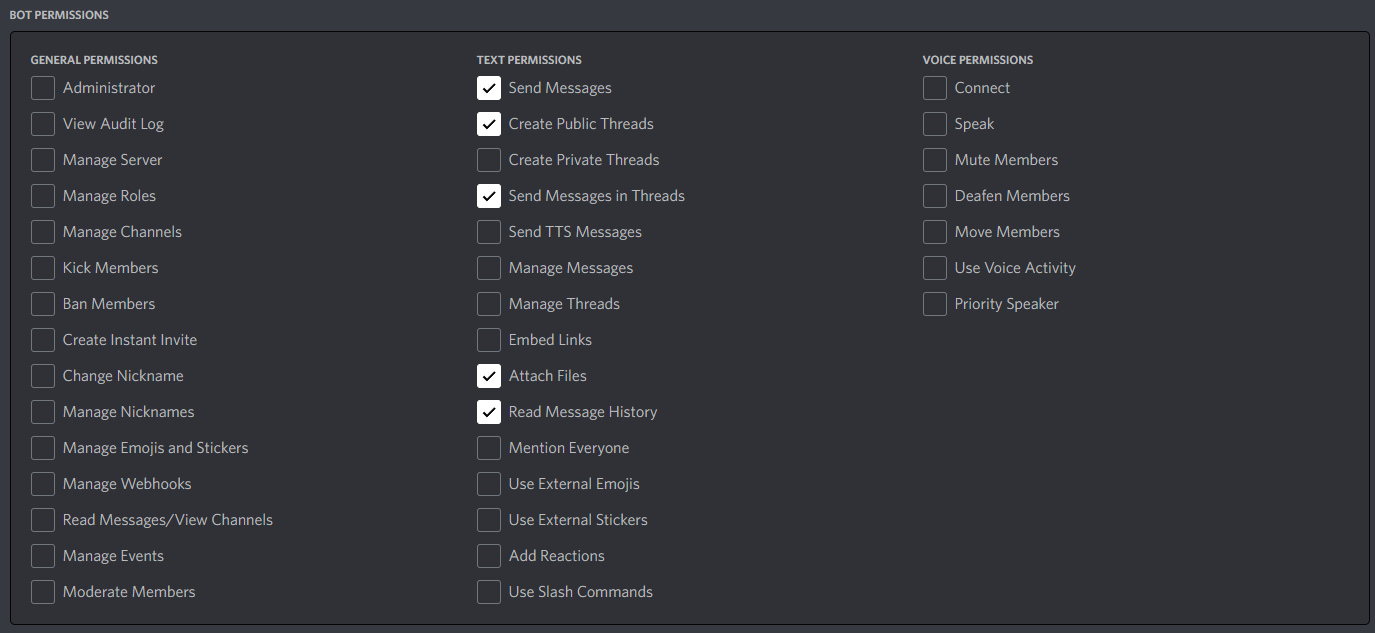 BOT PERMISSIONS
GENERAL PERMISSIONS
Administrator
View Audit Log
Manage Server
Manage Roles
Manage Channels
Kick Members
Ban Members
Create Instant Invite
Change Nickname
Manage Nicknames
Manage Emojis and Stickers
Manage Webhooks
Read Messages/View Channels
Manage Events
Moderate Members
TEXT PERMISSIONS
Send Messages
Create Public Threads
Create Private Threads
Send Messages in Threads
Send TTS Messages
Manage Messages
Manage Threads
Embed Links
Attach Files
Read Message History
Mention Everyone
Use External Emojis
Use External Stickers
Add Reactions
Use Slash Commands
VOICE PERMISSIONS
Connect
Speak
Mute Members
Deafen Members
Move Members
Use Voice Activity
Priority Speaker